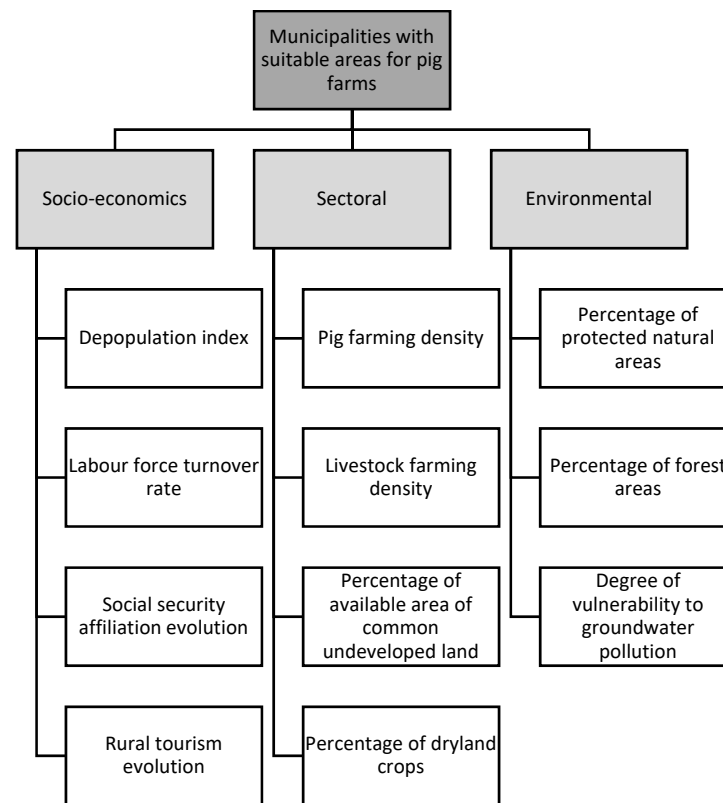 Municipalities with
suitable areas for pig
farms
Socio-economics
Sectoral
Environmental
Depopulation index
Labour force turnover
rate
Social security
affiliation evolution
Rural tourism
evolution
Pig farming density
Livestock farming
density
Percentage of
available area of
common
undeveloped land
Percentage of dryland
crops
Percentage of
protected natural
areas
Percentage of forest
areas
Degree of
vulnerability to
groundwater
pollution